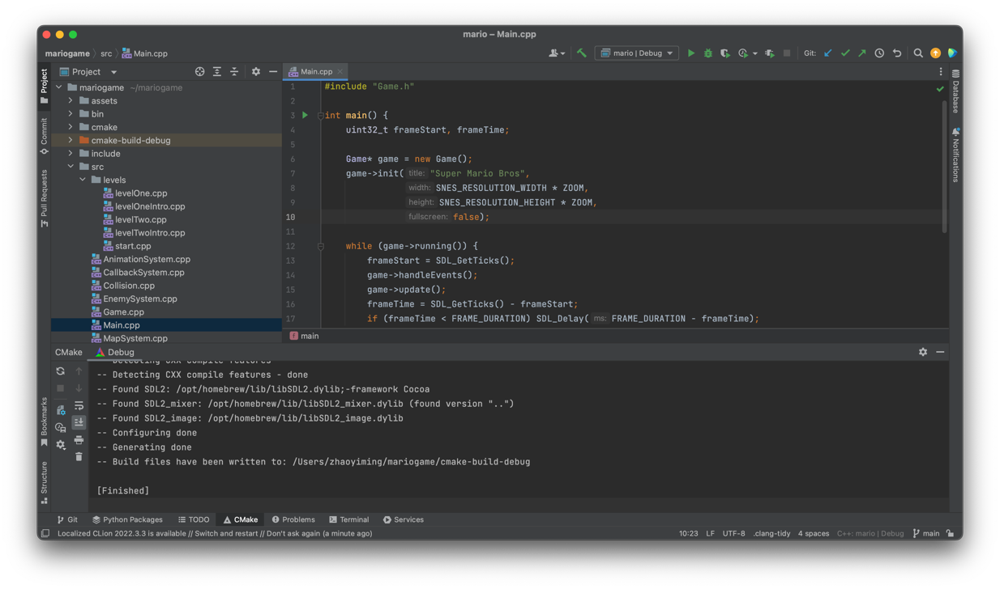 mario – Main.cpp
mariogame src Main.cpp
mario | Debug
Git:
Project
Main.cpp
Project
Commit
Pull Requests
Bookmarks
Structure
mariogame ~/mariogame
assets
bin
cmake
cmake-build-debug
include
src
levels
levelOne.cpp
levelOneIntro.cpp
levelTwo.cpp
levelTwoIntro.cpp
start.cpp
AnimationSystem.cpp
CallbackSystem.cpp
Collision.cpp
EnemySystem.cpp
Game.cpp
Main.cpp
MapSystem.cpp
1 #include "Game.h"
2
3 int main() {
4 uint32_t frameStart, frameTime;
5
6 Game* game = new Game();
7 game->init( title: "Super Mario Bros",
8 width: SNES_RESOLUTION_WIDTH * ZOOM,
9 height: SNES_RESOLUTION_HEIGHT * ZOOM,
10 fullscreen: false);
11
12 while (game->running()) {
13 frameStart = SDL_GetTicks();
14 game->handleEvents();
15 game->update();
16 frameTime = SDL_GetTicks() - frameStart;
17 if (frameTime < FRAME_DURATION) SDL_Delay( ms: FRAME_DURATION - frameTime);
f main
Database
Notifications
CMake Debug
-- Detecting CXX compile features
-- Detecting CXX compile features - done
-- Found SDL2: /opt/homebrew/lib/libSDL2.dylib;-framework Cocoa
-- Found SDL2_mixer: /opt/homebrew/lib/libSDL2_mixer.dylib (found version "..")
-- Found SDL2_image: /opt/homebrew/lib/libSDL2_image.dylib
-- Configuring done
-- Generating done
-- Build files have been written to: /Users/zhaoyiming/mariogame/cmake-build-debug
[Finished]
Git Python Packages TODO CMake Problems Terminal Services
Localized CLion 2022.3.3 is available // Switch and restart // Don't ask again (a minute ago)
10:23 LF UTF-8 .clang-tidy 4 spaces C++: mario | Debug main